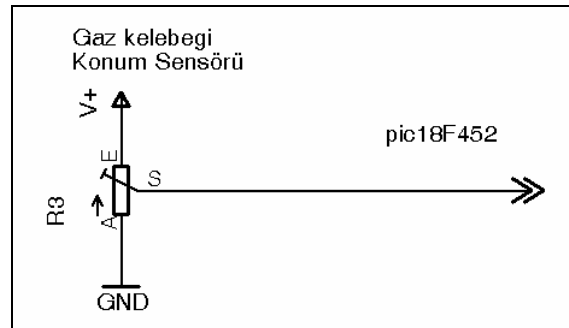 Gaz kelebegi
Konum Sensörü
V+
pic18F452
E
S
R3
A
GND